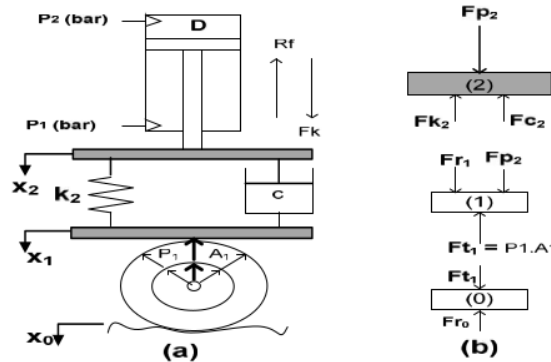 P2 (bar)
D
Rf
P1 (bar)
Fk
x2
k2
c
x1
P1
A1
x0
(a)
Fp2
(2)
Fk2
Fc2
Fr1
Fp2
(1)
Ft1 = P1.A1
Ft1
(0)
Fr0
(b)